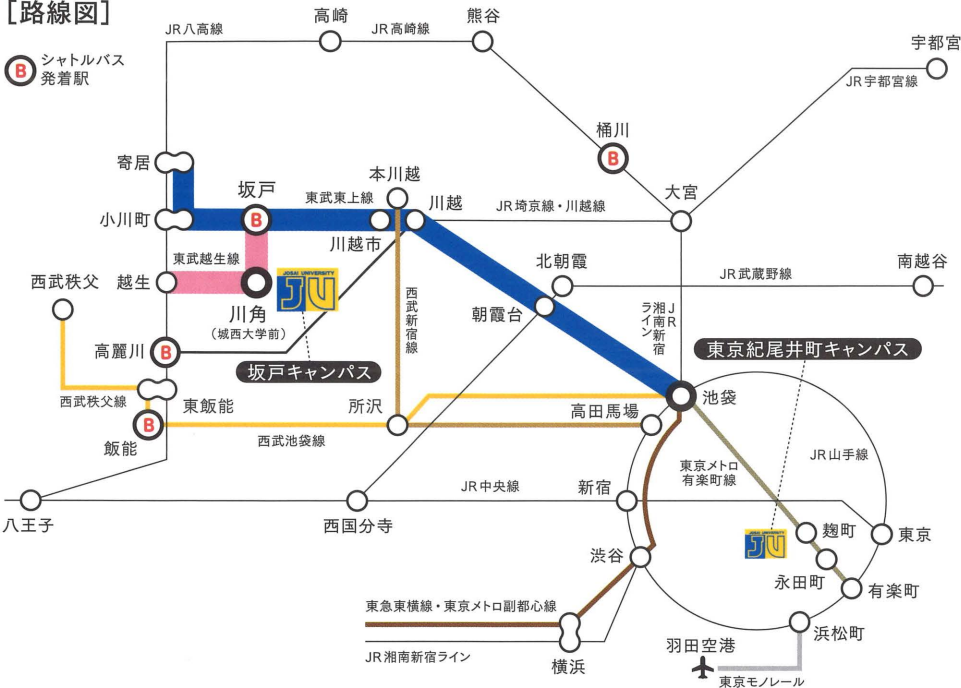 [路線図]
B シャトルバス
発着駅
JR八高線
高崎
JR高崎線
熊谷
宇都宮
JR宇都宮線
桶川
B
大宮
寄居
坂戸
B
東武東上線
本川越
川越
JR埼京線・川越線
小川町
川越市
東武越生線
西武秩父
越生
JOSAI UNIVERSITY
JU
川角
(城西大学前)
西武新宿線
北朝霞
朝霞台
JR武蔵野線
南越谷
JR
湘南新宿
ライン
高麗川
B
坂戸キャンパス
東京紀尾井町キャンパス
西武秩父線
東飯能
所沢
高田馬場
池袋
B
飯能
西武池袋線
東京メトロ
有楽町線
JR山手線
JR中央線
新宿
八王子
西国分寺
麹町
東京
JOSAI UNIVERSITY
JU
渋谷
永田町
有楽町
東急東横線・東京メトロ副都心線
浜松町
JR湘南新宿ライン
横浜
羽田空港
東京モノレール